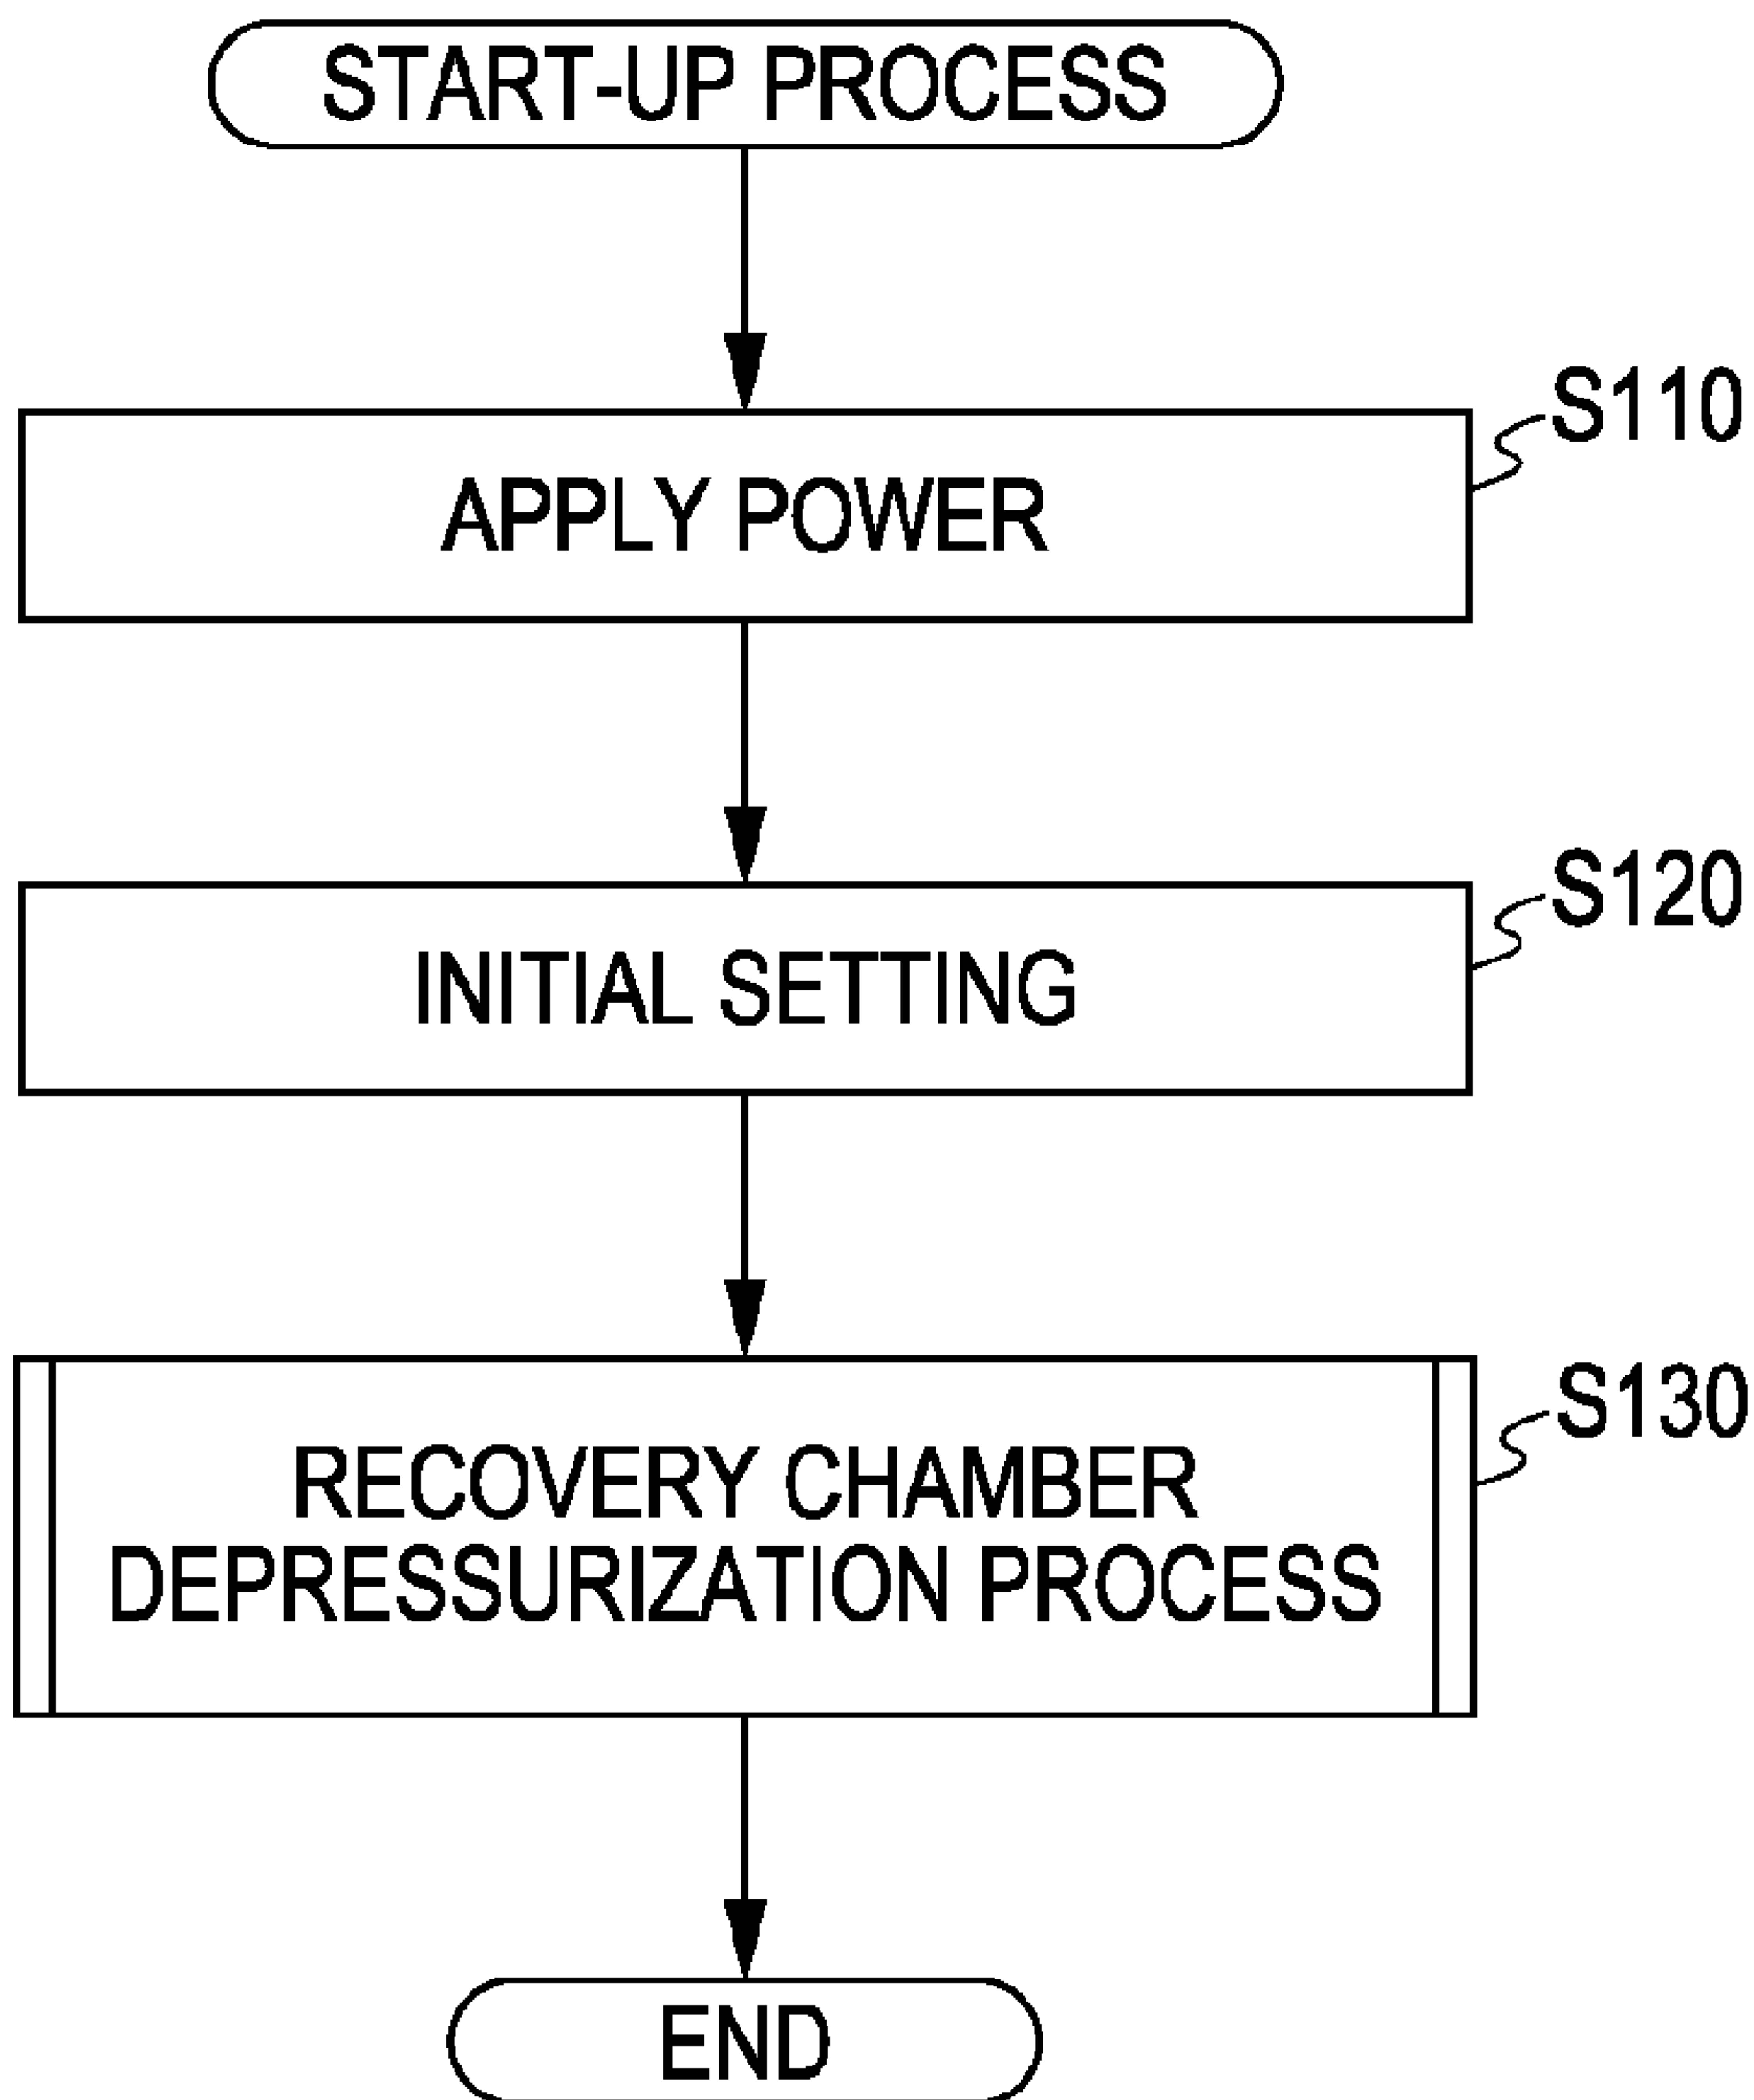 START-UP PROCESS
S110
APPLY POWER
S120
INITIAL SETTING
S130
RECOVERY CHAMBER
DEPRESSURIZATION PROCESS
END